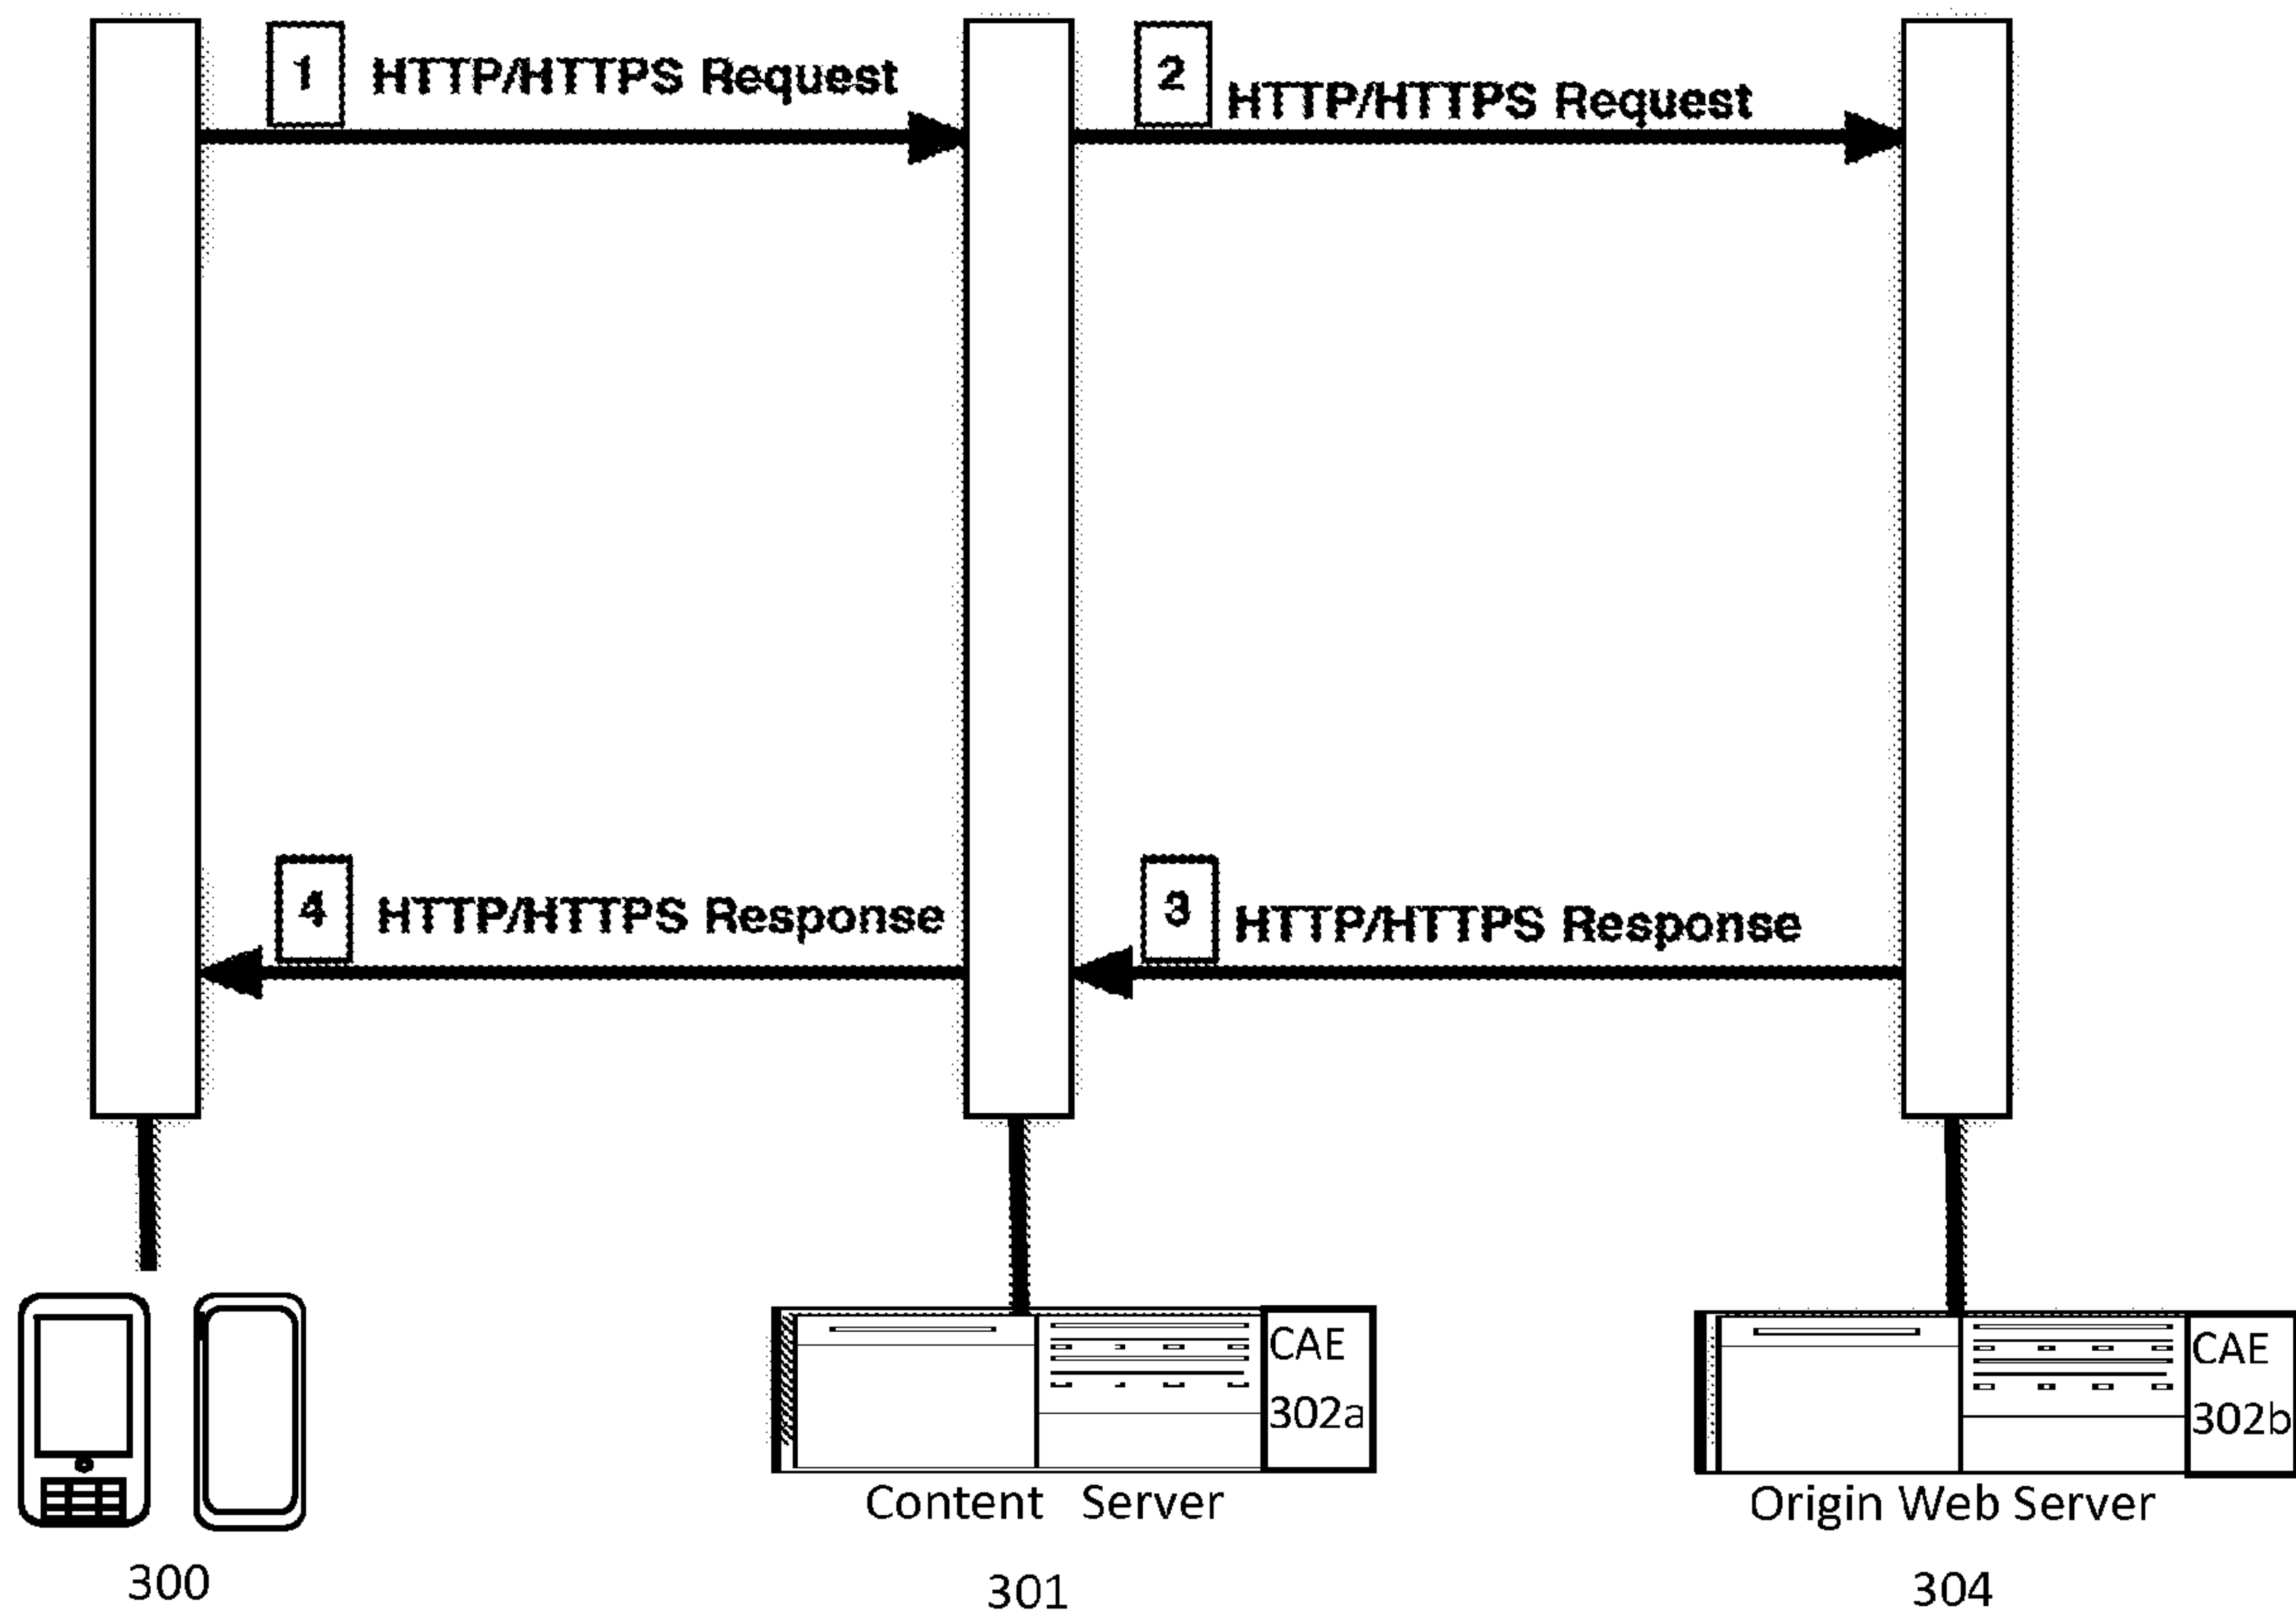 1 HTTP/HTTPS Request
2 HTTP/HTTPS Request
4 HTTP/HTTPS Response
3 HTTP/HTTPS Response
CAE
302a
CAE
302b
Content Server
Origin Web Server
300
301
304